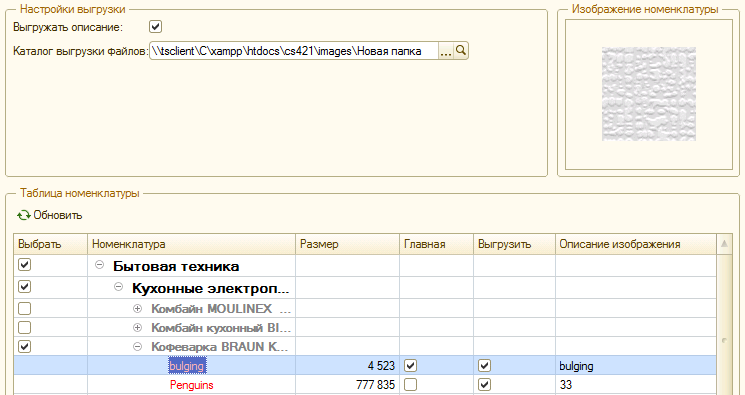 Настройки выгрузки
Изображение номенклатуры
Выгружать описание:
Каталог выгрузки файлов: \\tsclient\C\xampp\htdocs\cs421\images\Новая папка ...
Таблица номенклатуры
Обновить
Выбрать Номенклатура Размер Главная Выгрузить Описание изображения
Бытовая техника
Кухонные электроп...
Комбайн MOULINEX ...
Комбайн кухонный BI...
Кофеварка BRAUN K...
bulging 4 523 bulging
Penguins 777 835 33